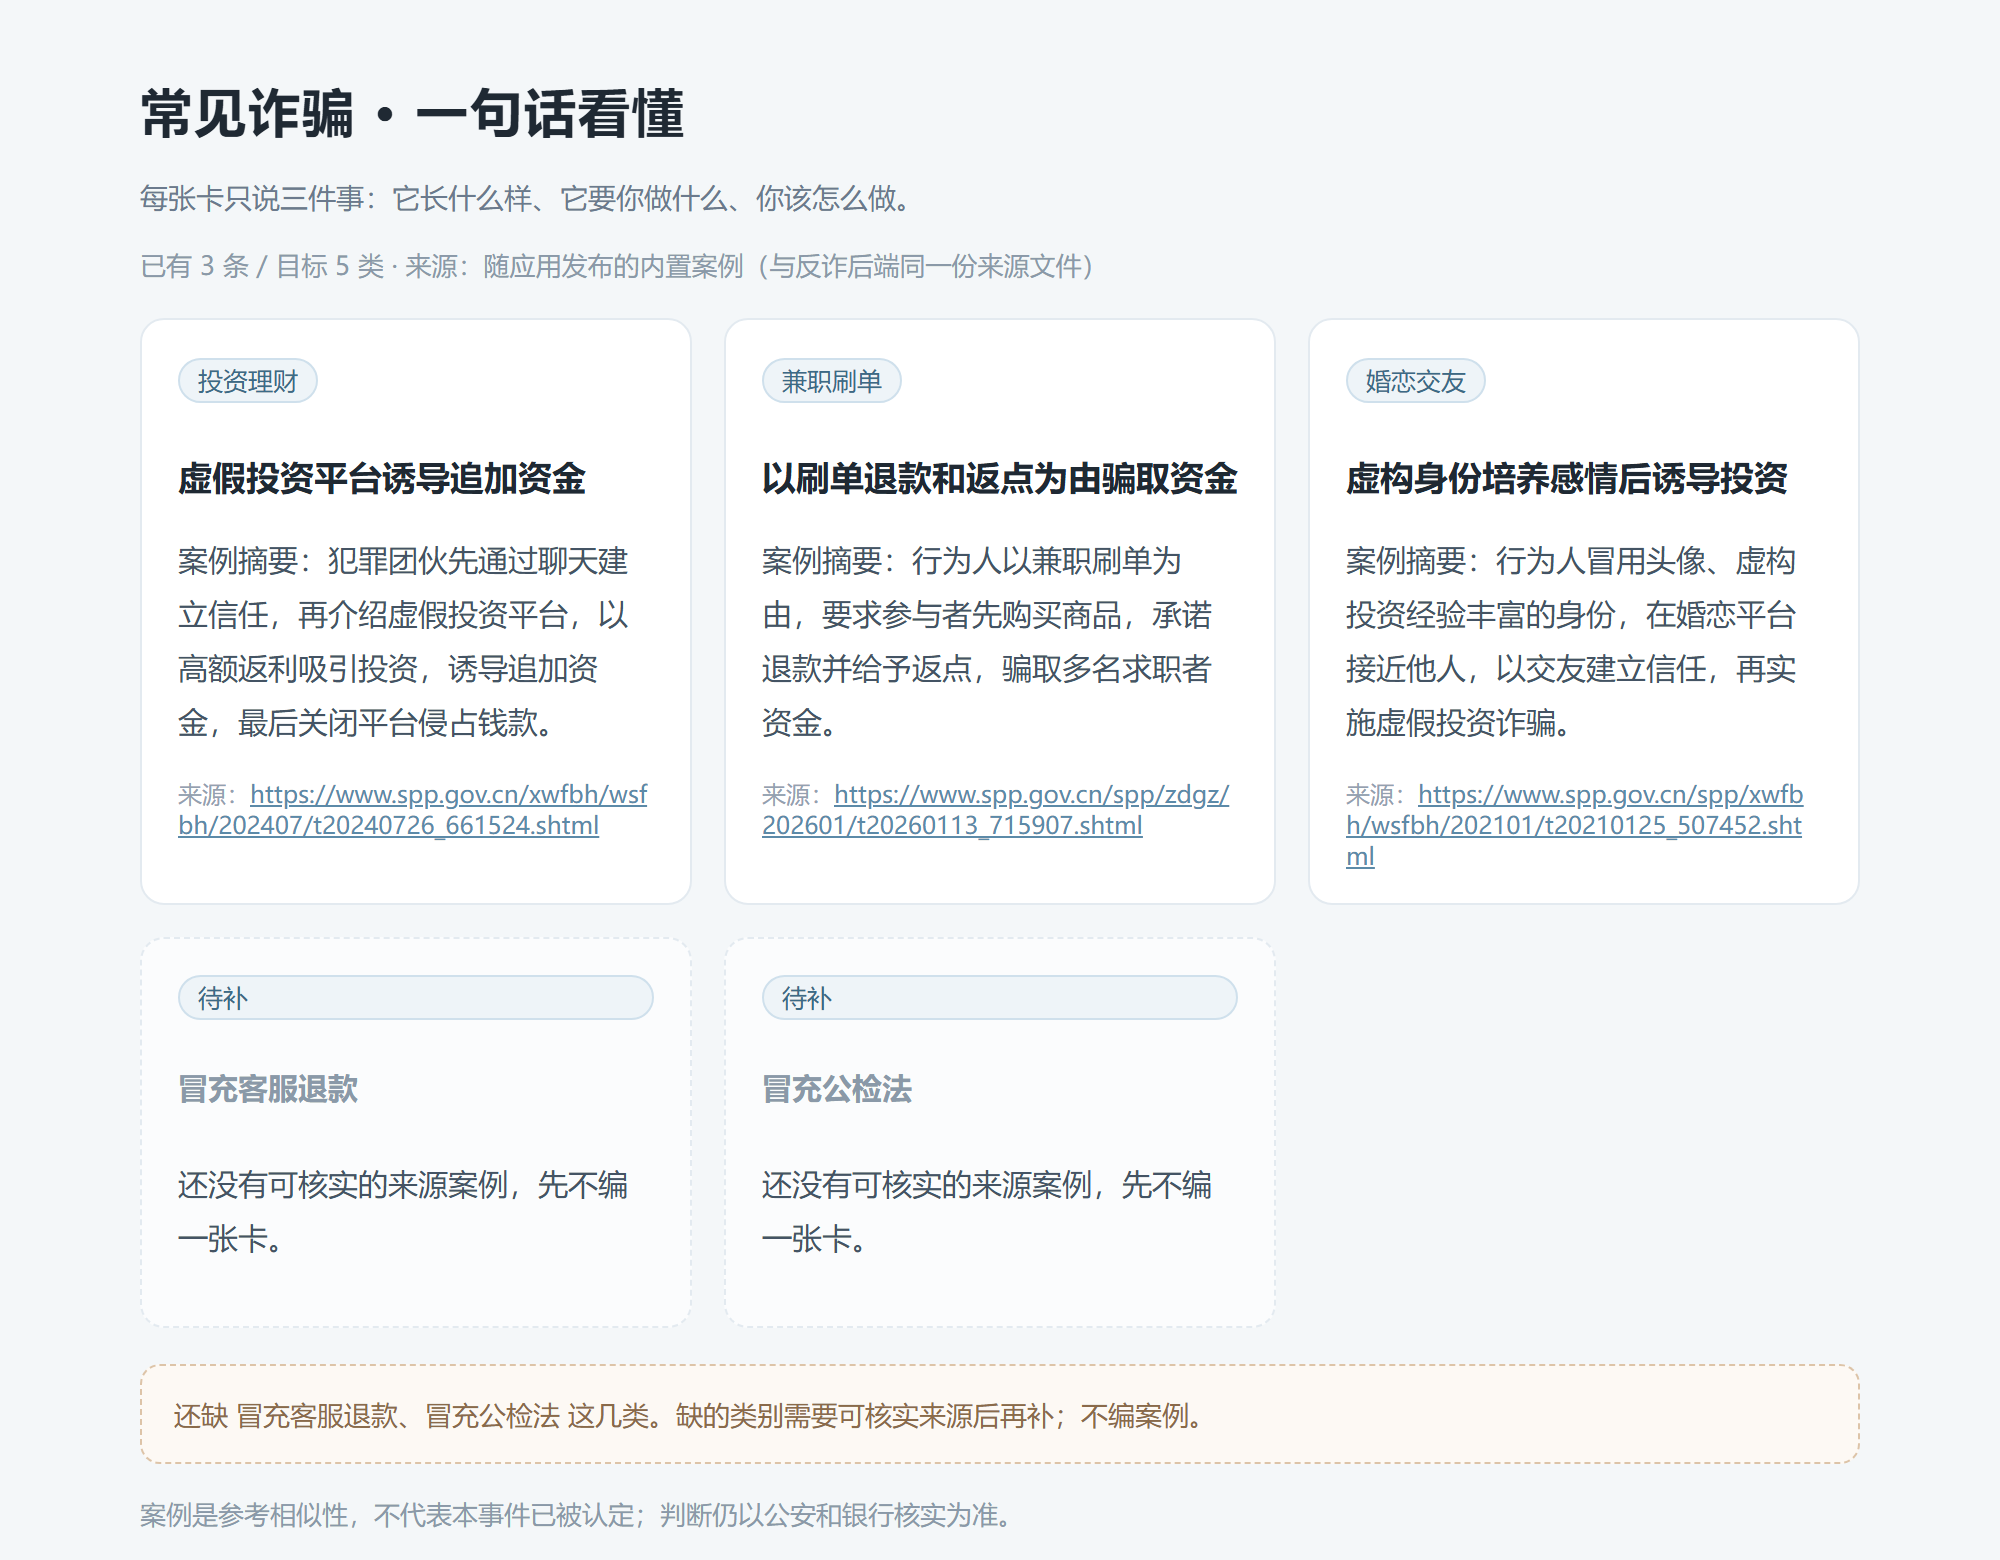 常见诈骗 · 一句话看懂
每张卡只说三件事：它长什么样、它要你做什么、你该怎么做。
已有 3 条 / 目标 5 类 · 来源：随应用发布的内置案例（与反诈后端同一份来源文件）
投资理财
虚假投资平台诱导追加资金
案例摘要：犯罪团伙先通过聊天建
立信任，再介绍虚假投资平台，以
高额返利吸引投资，诱导追加资
金，最后关闭平台侵占钱款。
来源：https://www.spp.gov.cn/xwfbh/wsf
bh/202407/t20240726_661524.shtml
兼职刷单
以刷单退款和返点为由骗取资金
案例摘要：行为人以兼职刷单为
由，要求参与者先购买商品，承诺
退款并给予返点，骗取多名求职者
资金。
来源：https://www.spp.gov.cn/spp/zdgz/
202601/t20260113_715907.shtml
婚恋交友
虚构身份培养感情后诱导投资
案例摘要：行为人冒用头像、虚构
投资经验丰富的身份，在婚恋平台
接近他人，以交友建立信任，再实
施虚假投资诈骗。
来源：https://www.spp.gov.cn/spp/xwfb
h/wsfbh/202101/t20210125_507452.sht
ml
待补
冒充客服退款
还没有可核实的来源案例，先不编
一张卡。
待补
冒充公检法
还没有可核实的来源案例，先不编
一张卡。
还缺 冒充客服退款、冒充公检法 这几类。缺的类别需要可核实来源后再补；不编案例。
案例是参考相似性，不代表本事件已被认定；判断仍以公安和银行核实为准。